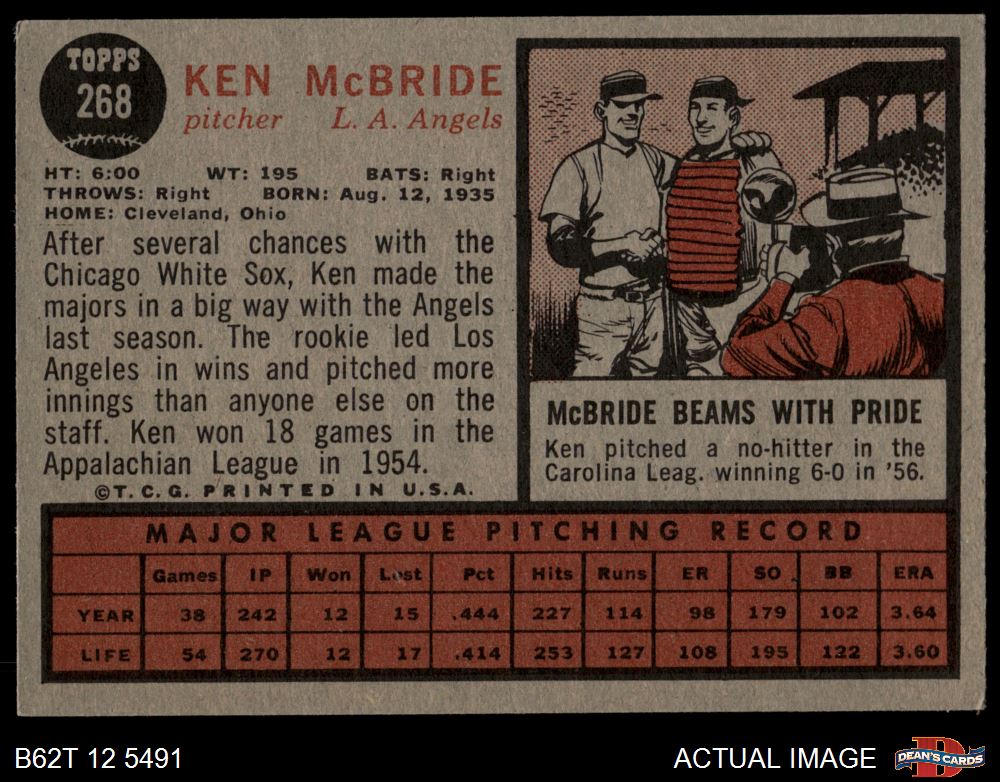 TOPPS
268
KEN McBRIDE
pitcher L. A. Angels
HT: 6:00 WT: 195 BATS: Right
THROWS: Right BORN: Aug. 12, 1935
HOME: Cleveland, Ohio
After several chances with the
Chicago White Sox, Ken made the
majors in a big way with the Angels
last season. The rookie led Los
Angeles in wins and pitched more
innings than anyone else on the
staff. Ken won 18 games in the
Appalachian League in 1954.
©T. C. G. PRINTED IN U.S.A.
McBRIDE BEAMS WITH PRIDE
Ken pitched a no-hitter in the
Carolina Leag. winning 6-0 in '56.
MAJOR LEAGUE PITCHING RECORD
Games IP Won Lost Pct Hits Runs ER SO BB ERA
YEAR 38 242 12 15 .444 227 114 98 179 102 3.64
LIFE 54 270 12 17 .414 253 127 108 195 122 3.60
B62T 12 5491 ACTUAL IMAGE
D
DEAN'S CARDS